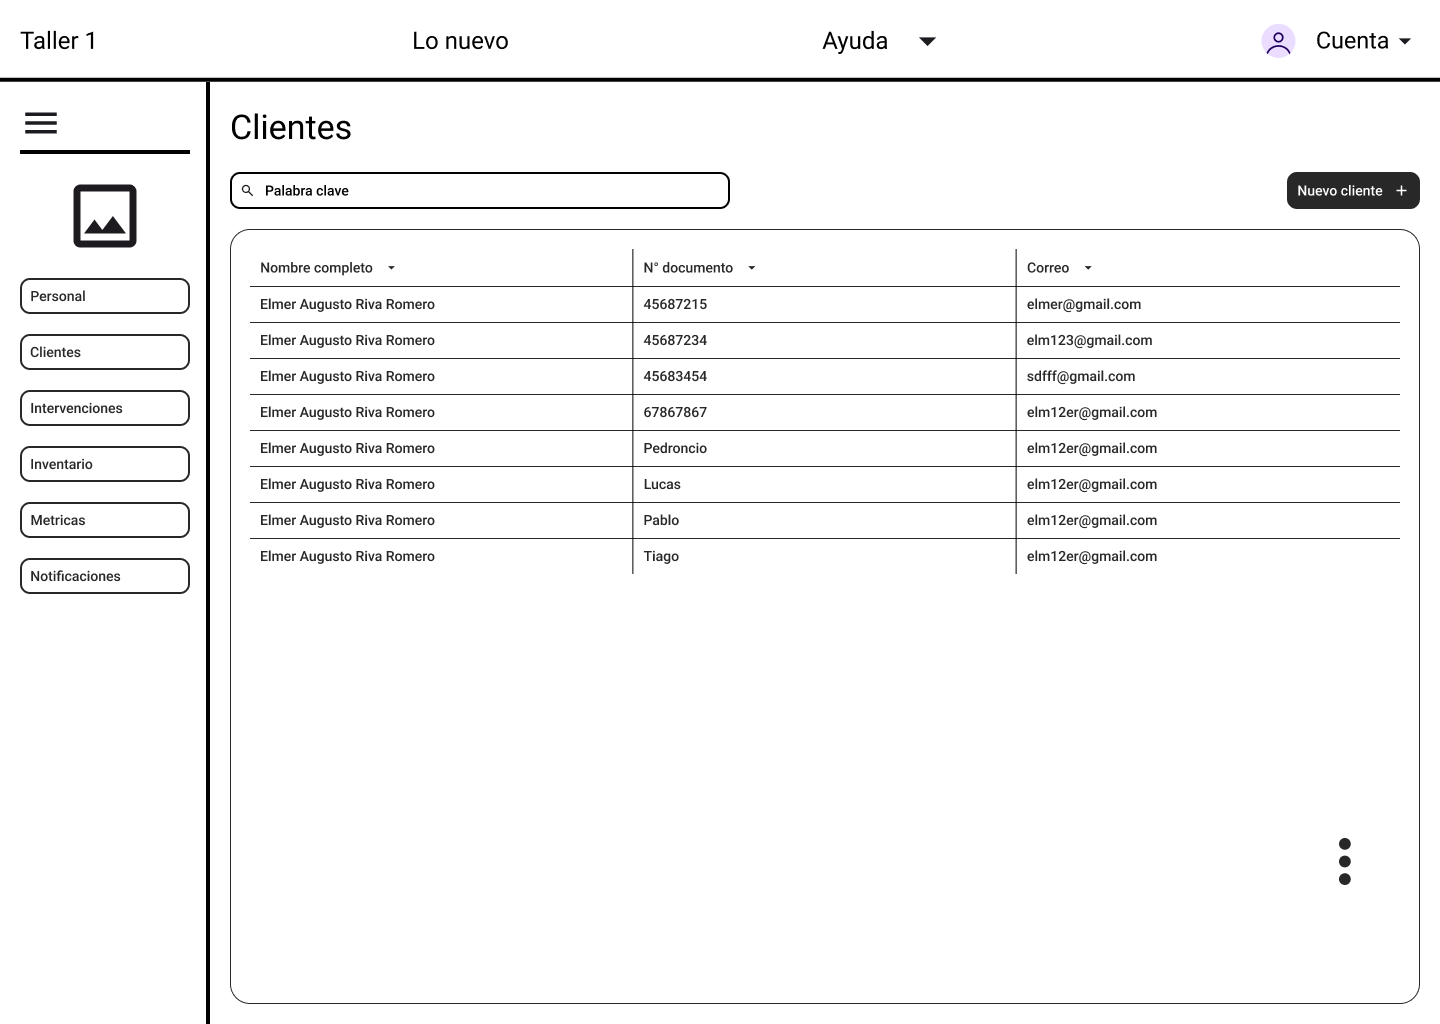 Taller 1 Lo nuevo Ayuda Cuenta
Clientes
Palabra clave Nuevo cliente +
Personal
Clientes
Intervenciones
Inventario
Metricas
Notificaciones
Nombre completo N° documento Correo
Elmer Augusto Riva Romero 45687215 elmer@gmail.com
Elmer Augusto Riva Romero 45687234 elm123@gmail.com
Elmer Augusto Riva Romero 45683454 sdfff@gmail.com
Elmer Augusto Riva Romero 67867867 elm12er@gmail.com
Elmer Augusto Riva Romero Pedroncio elm12er@gmail.com
Elmer Augusto Riva Romero Lucas elm12er@gmail.com
Elmer Augusto Riva Romero Pablo elm12er@gmail.com
Elmer Augusto Riva Romero Tiago elm12er@gmail.com